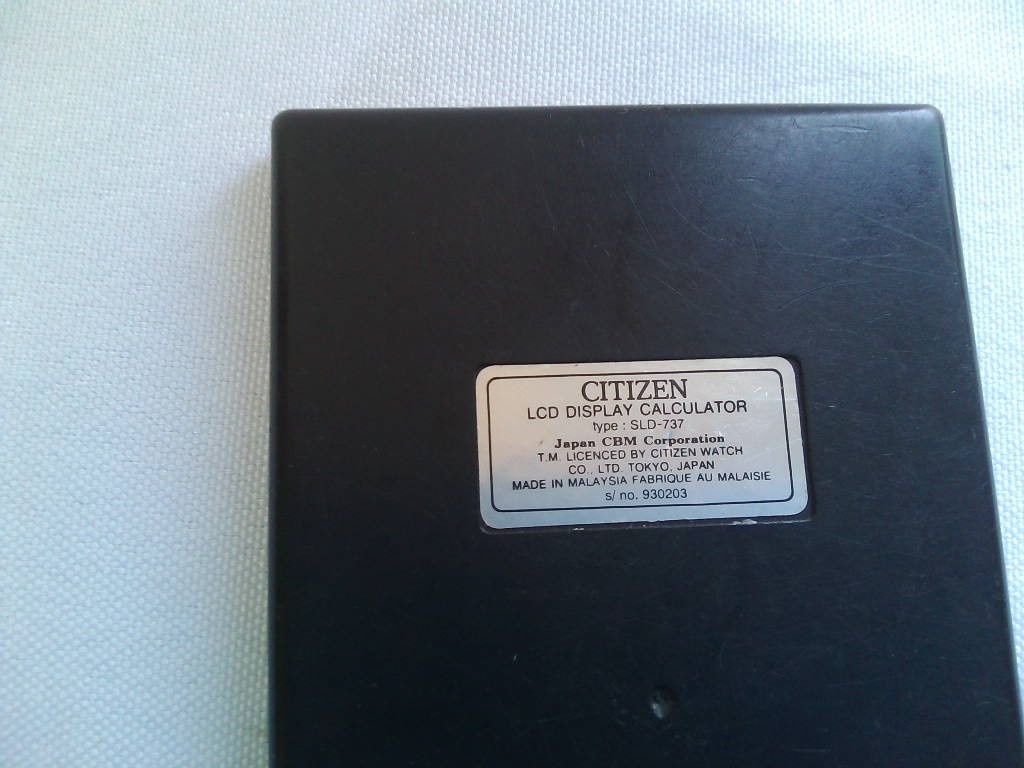 CITIZEN
LCD DISPLAY CALCULATOR
type : SLD-737
Japan CBM Corporation
T.M. LICENCED BY CITIZEN WATCH
CO., LTD. TOKYO, JAPAN
MADE IN MALAYSIA FABRIQUE AU MALAISIE
s/ no. 930203